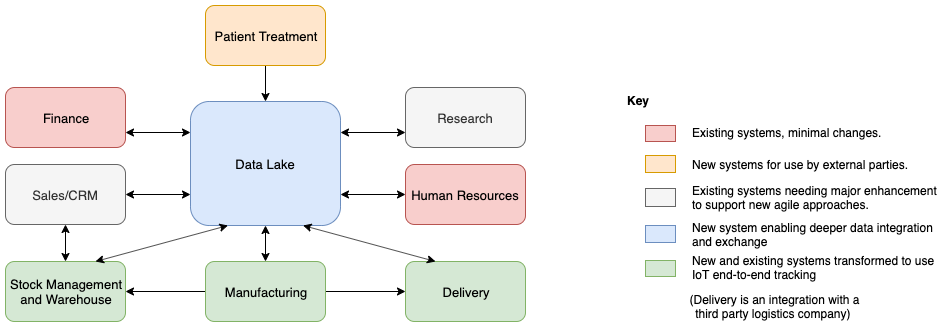 Patient Treatment
Finance
Data Lake
Research
Sales/CRM
Human Resources
Stock Management
and Warehouse
Manufacturing
Delivery
Key
Existing systems, minimal changes.
New systems for use by external parties.
Existing systems needing major enhancement
to support new agile approaches.
New system enabling deeper data integration
and exchange
New and existing systems transformed to use
IoT end-to-end tracking
(Delivery is an integration with a
third party logistics company)